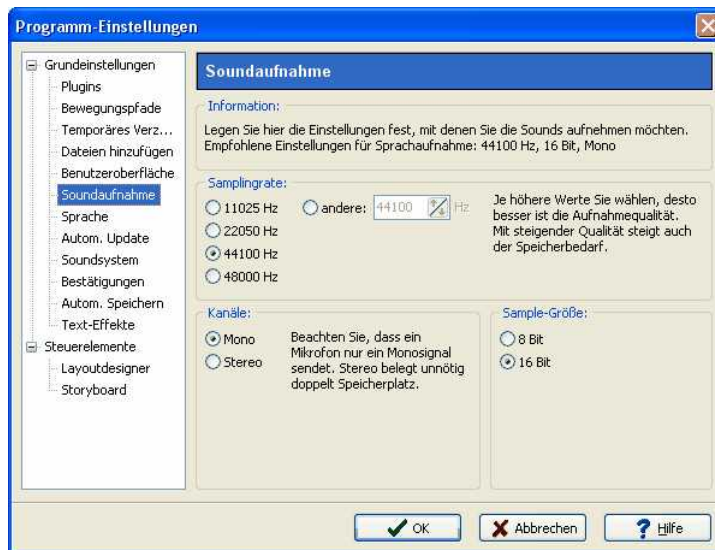 Programm-Einstellungen
Grundeinstellungen
Plugins
Bewegungspfade
Temporäres Verz...
Dateien hinzufügen
Benutzeroberfläche
Soundaufnahme
Sprache
Autom. Update
Soundsystem
Bestätigungen
Autom. Speichern
Text-Effekte
Steuerelemente
Layoutdesigner
Storyboard
Soundaufnahme
Information:
Legen Sie hier die Einstellungen fest, mit denen Sie die Sounds aufnehmen möchten.
Empfohlene Einstellungen für Sprachaufnahme: 44100 Hz, 16 Bit, Mono
Samplingrate:
11025 Hz
22050 Hz
44100 Hz
48000 Hz
andere: 44100 Hz
Je höhere Werte Sie wählen, desto
besser ist die Aufnahmequalität.
Mit steigender Qualität steigt auch
der Speicherbedarf.
Kanäle:
Mono
Stereo
Beachten Sie, dass ein
Mikrofon nur ein Monosignal
sendet. Stereo belegt unnötig
doppelt Speicherplatz.
Sample-Größe:
8 Bit
16 Bit
OK
Abbrechen
Hilfe